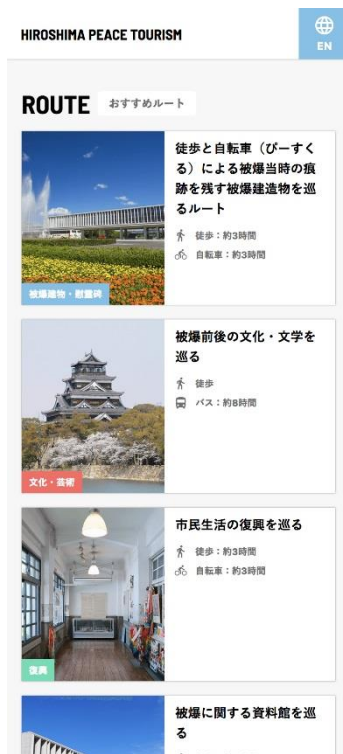 HIROSHIMA PEACE TOURISM
EN
ROUTE おすすめルート
徒歩と自転車（ぴーすく
る）による被爆当時の痕
跡を残す被爆建造物を巡
るルート
徒歩：約3時間
自転車：約3時間
被爆建物・慰霊碑
被爆前後の文化・文学を
巡る
徒歩
バス：約8時間
文化・芸術
市民生活の復興を巡る
徒歩：約3時間
自転車：約3時間
復興
被爆に関する資料館を巡
る